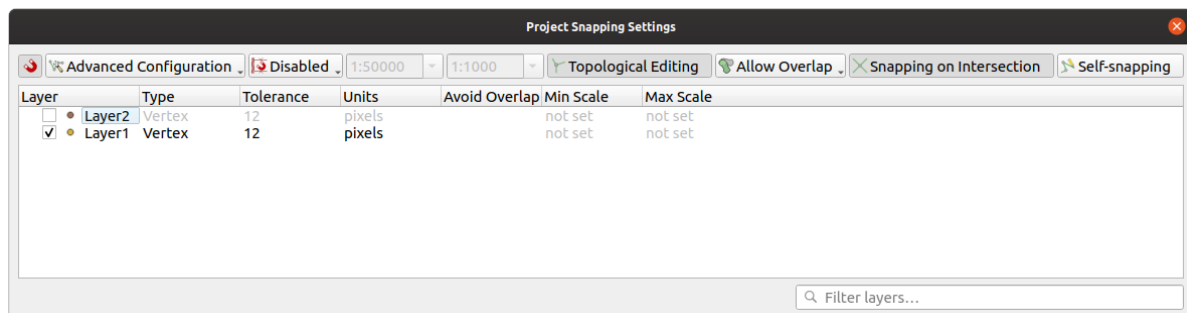 Project Snapping Settings
Advanced Configuration Disabled 1:50000 1:1000 Topological Editing Allow Overlap Snapping on Intersection Self-snapping
Layer Type Tolerance Units Avoid Overlap Min Scale Max Scale
Layer2 Vertex 12 pixels not set not set
Layer1 Vertex 12 pixels not set not set
Filter layers...